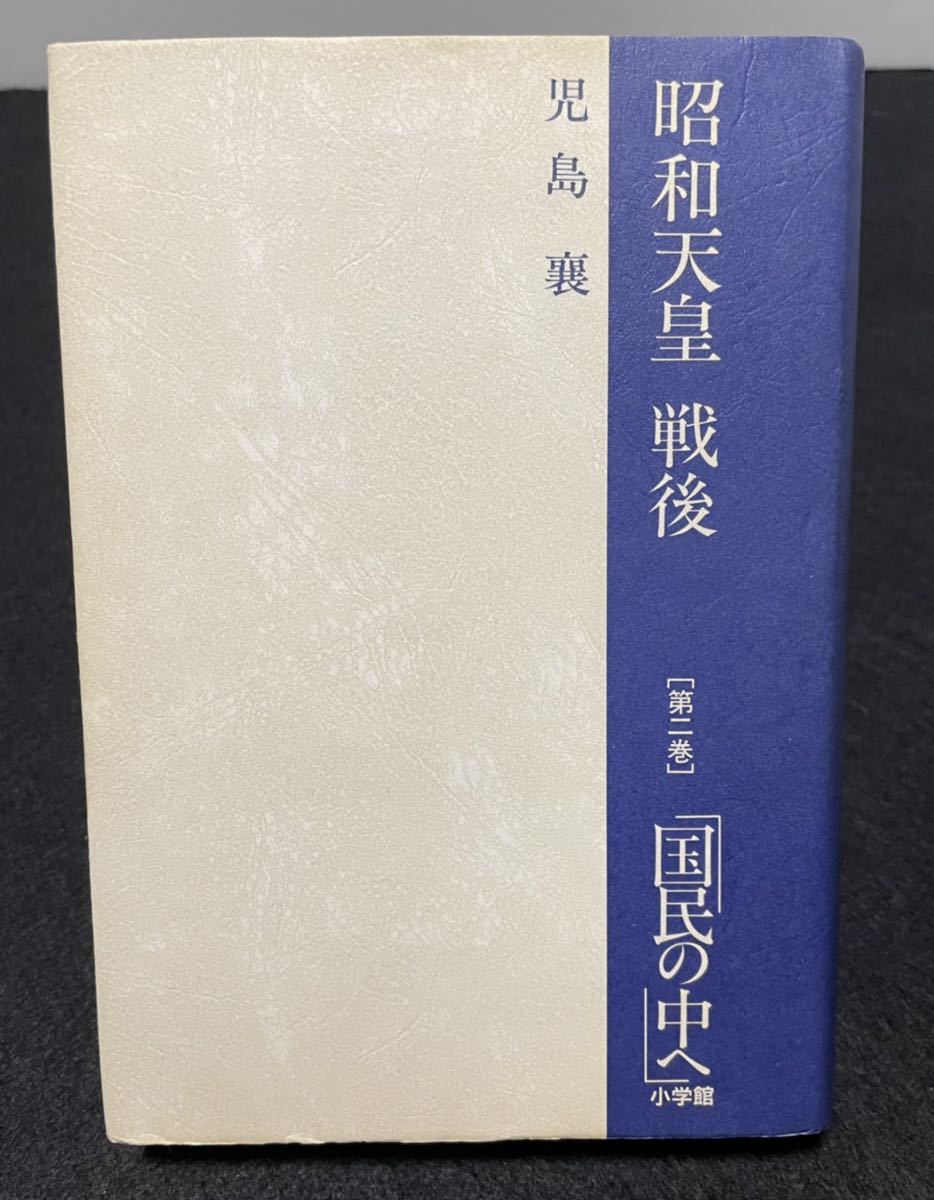 昭和天皇 戦後
[第二巻]
「国民の中へ」
小学館
児島 襄